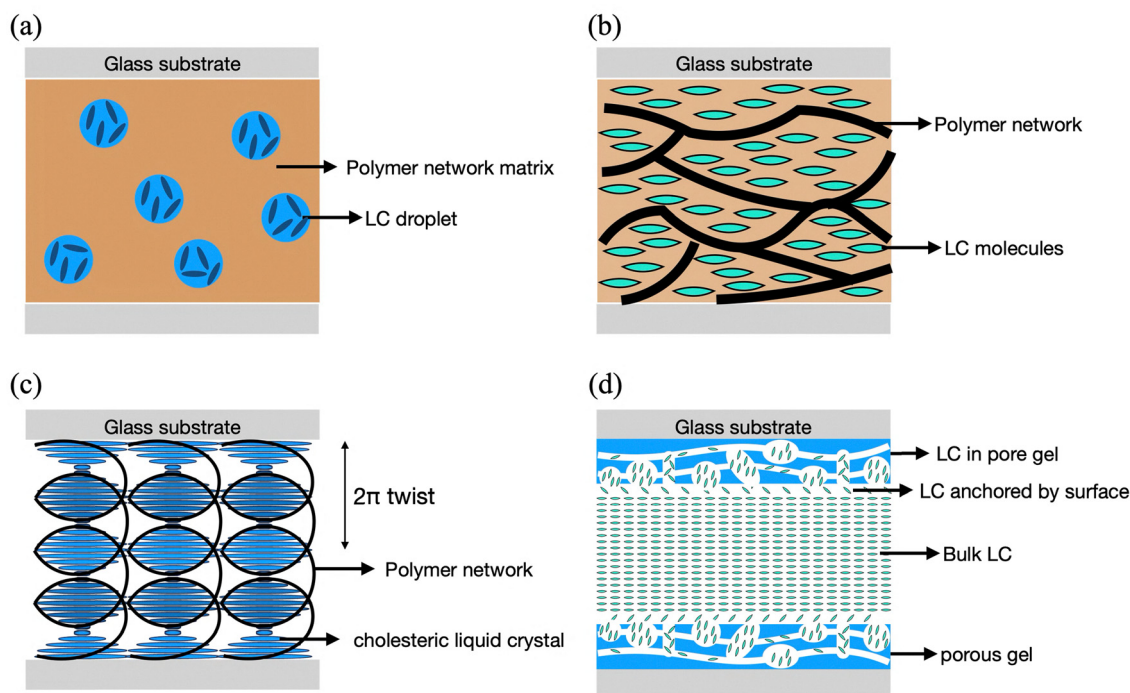 (a)
Glass substrate
Polymer network matrix
LC droplet
(b)
Glass substrate
Polymer network
LC molecules
(c)
Glass substrate
2π twist
Polymer network
cholesteric liquid crystal
(d)
Glass substrate
LC in pore gel
LC anchored by surface
Bulk LC
porous gel